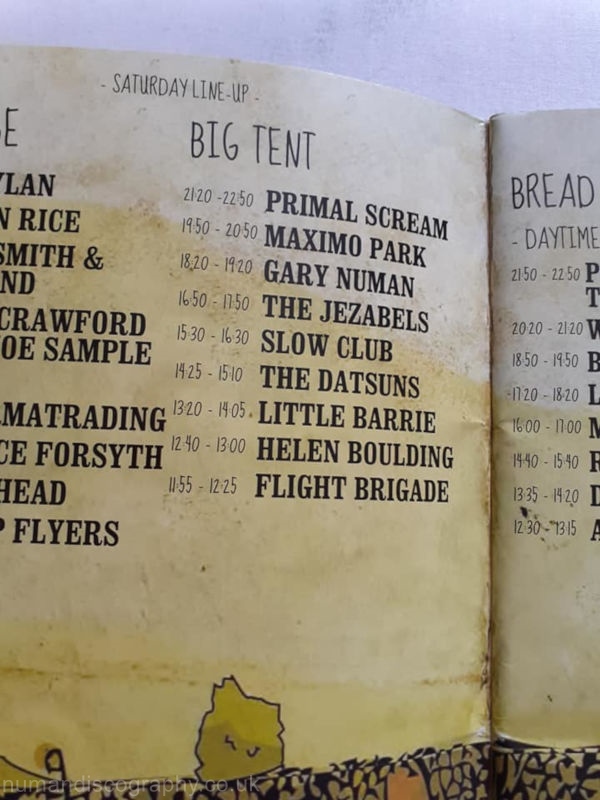 - SATURDAY LINE-UP -
GE
YLAN
N RICE
SMITH &
ND
CRAWFORD
OE SAMPLE
MATRADING
CE FORSYTH
HEAD
P FLYERS
BIG TENT
21:20 - 22:50 PRIMAL SCREAM
19:50 - 20:50 MAXIMO PARK
18:20 - 19:20 GARY NUMAN
16:50 - 17:50 THE JEZABELS
15:30 - 16:30 SLOW CLUB
14:25 - 15:10 THE DATSUNS
13:20 - 14:05 LITTLE BARRIE
12:40 - 13:00 HELEN BOULDING
11:55 - 12:25 FLIGHT BRIGADE
BREAD
- DAYTIME
21:50 - 22:50 P
T
20:20 - 21:20 W
18:50 - 19:50 B
17:20 - 18:20 L
16:00 - 17:00 M
14:40 - 15:40 R
13:35 - 14:20 D
12:30 - 13:15 A
numandiscography.co.uk